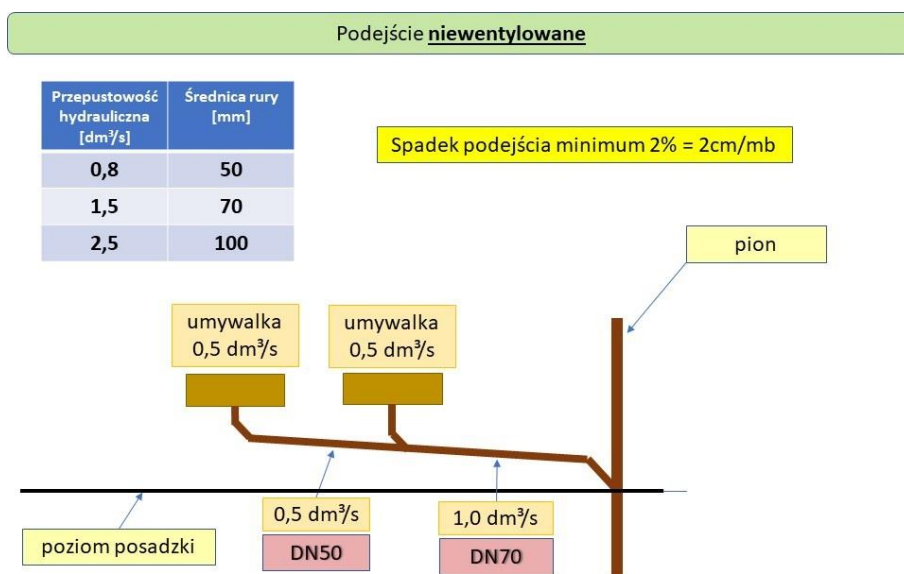 Podejście niewentylowane
Przepustowość hydrauliczna [dm³/s]
Średnica rury [mm]
0,8 50
1,5 70
2,5 100
Spadek podejścia minimum 2% = 2cm/mb
pion
umywalka
0,5 dm³/s
umywalka
0,5 dm³/s
0,5 dm³/s
1,0 dm³/s
poziom posadzki
DN50
DN70